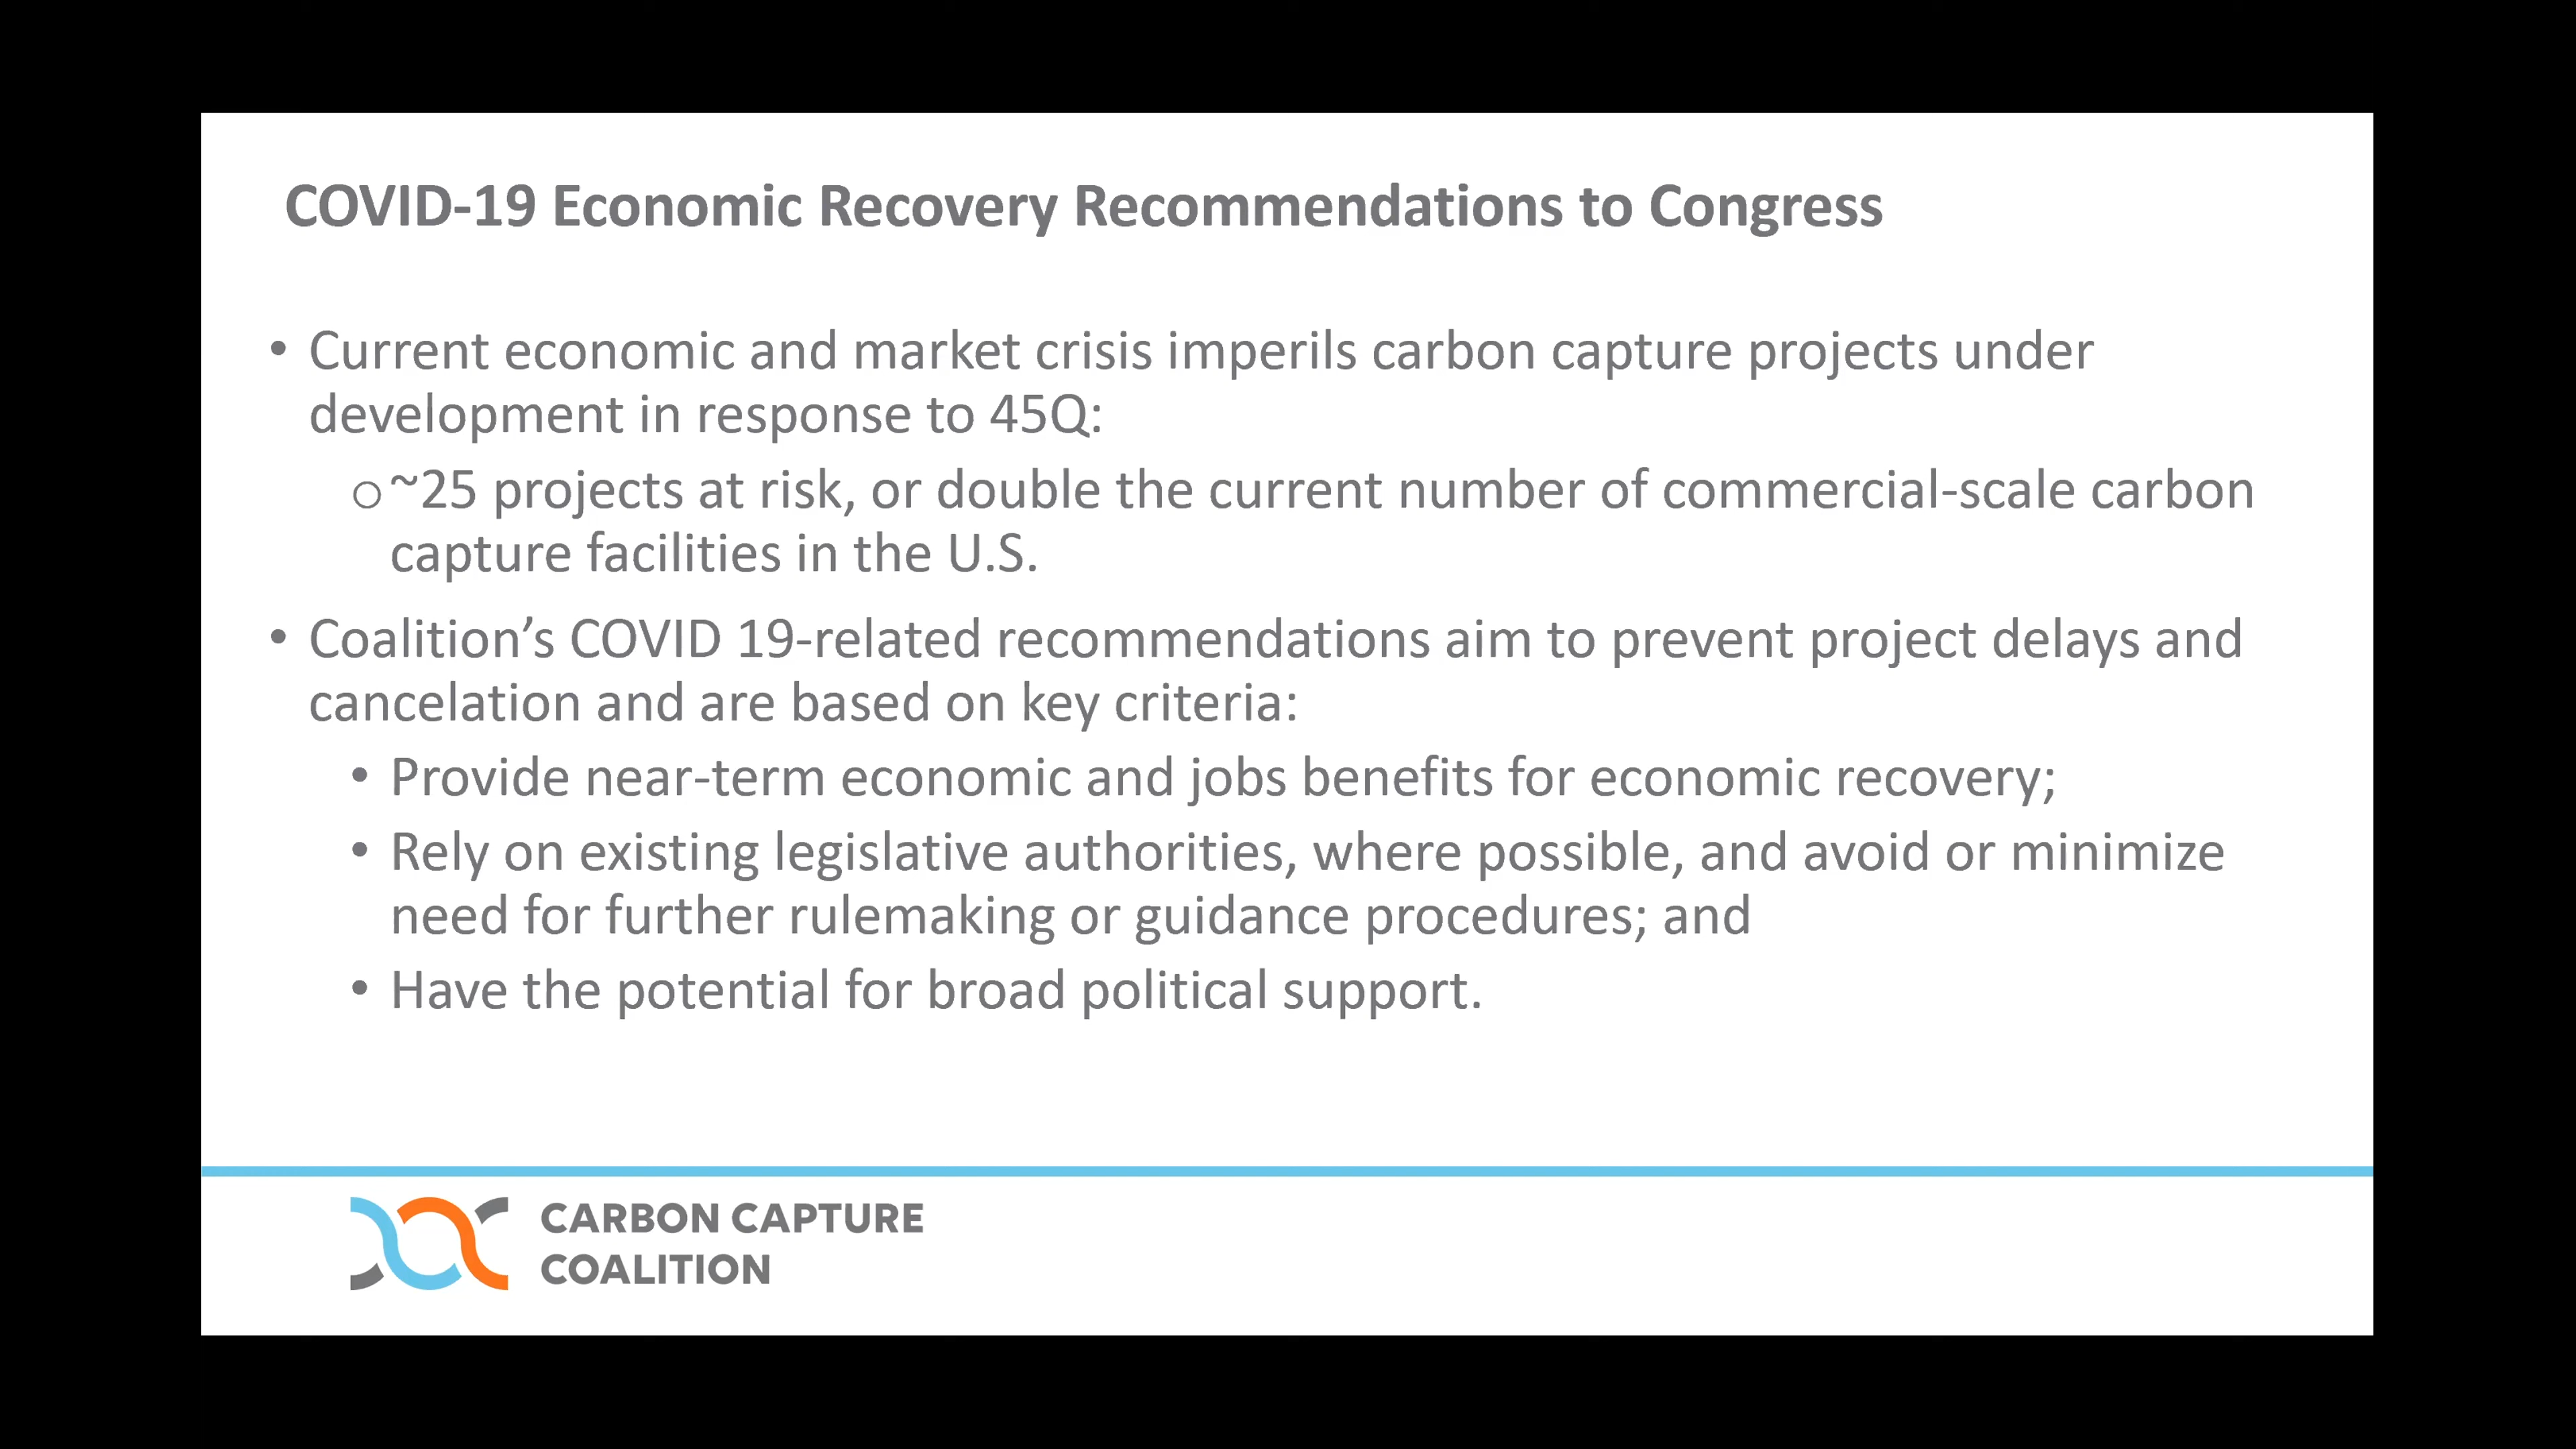 COVID-19 Economic Recovery Recommendations to Congress
• Current economic and market crisis imperils carbon capture projects under
development in response to 45Q:
o ~25 projects at risk, or double the current number of commercial-scale carbon
capture facilities in the U.S.
• Coalition’s COVID 19-related recommendations aim to prevent project delays and
cancelation and are based on key criteria:
• Provide near-term economic and jobs benefits for economic recovery;
• Rely on existing legislative authorities, where possible, and avoid or minimize
need for further rulemaking or guidance procedures; and
• Have the potential for broad political support.
CARBON CAPTURE
COALITION